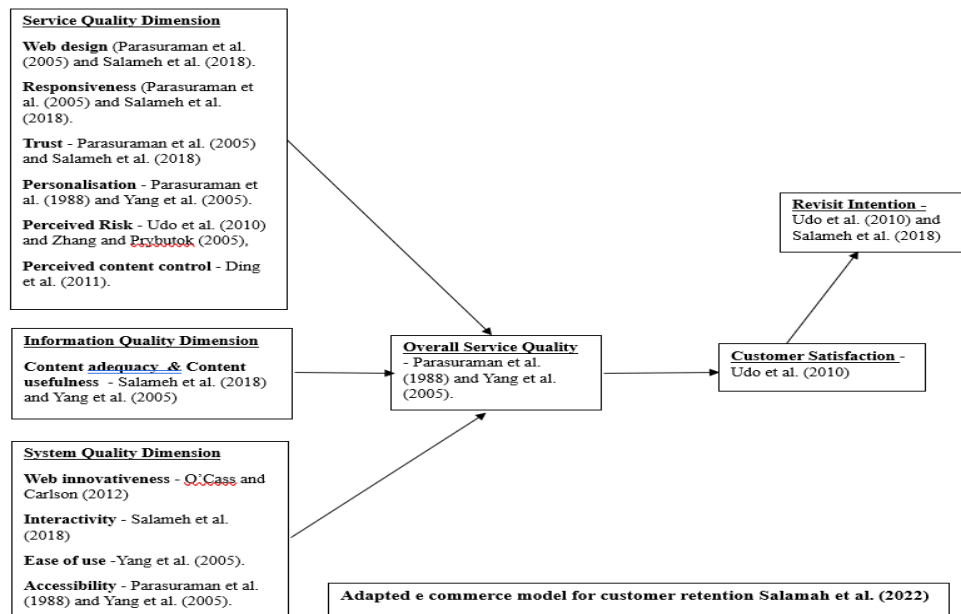 Service Quality Dimension
Web design (Parasuraman et al. (2005) and Salameh et al. (2018).
Responsiveness (Parasuraman et al. (2005) and Salameh et al. (2018).
Trust - Parasuraman et al. (2005) and Salameh et al. (2018)
Personalisation - Parasuraman et al. (1988) and Yang et al. (2005).
Perceived Risk - Udo et al. (2010) and Zhang and Prybutok (2005),
Perceived content control - Ding et al. (2011).
Information Quality Dimension
Content adequacy & Content usefulness - Salameh et al. (2018) and Yang et al. (2005)
System Quality Dimension
Web innovativeness - O'Cass and Carlson (2012)
Interactivity - Salameh et al. (2018)
Ease of use -Yang et al. (2005).
Accessibility - Parasuraman et al. (1988) and Yang et al. (2005).
Overall Service Quality - Parasuraman et al. (1988) and Yang et al. (2005).
Customer Satisfaction - Udo et al. (2010)
Revisit Intention - Udo et al. (2010) and Salameh et al. (2018)
Adapted e commerce model for customer retention Salamah et al. (2022)